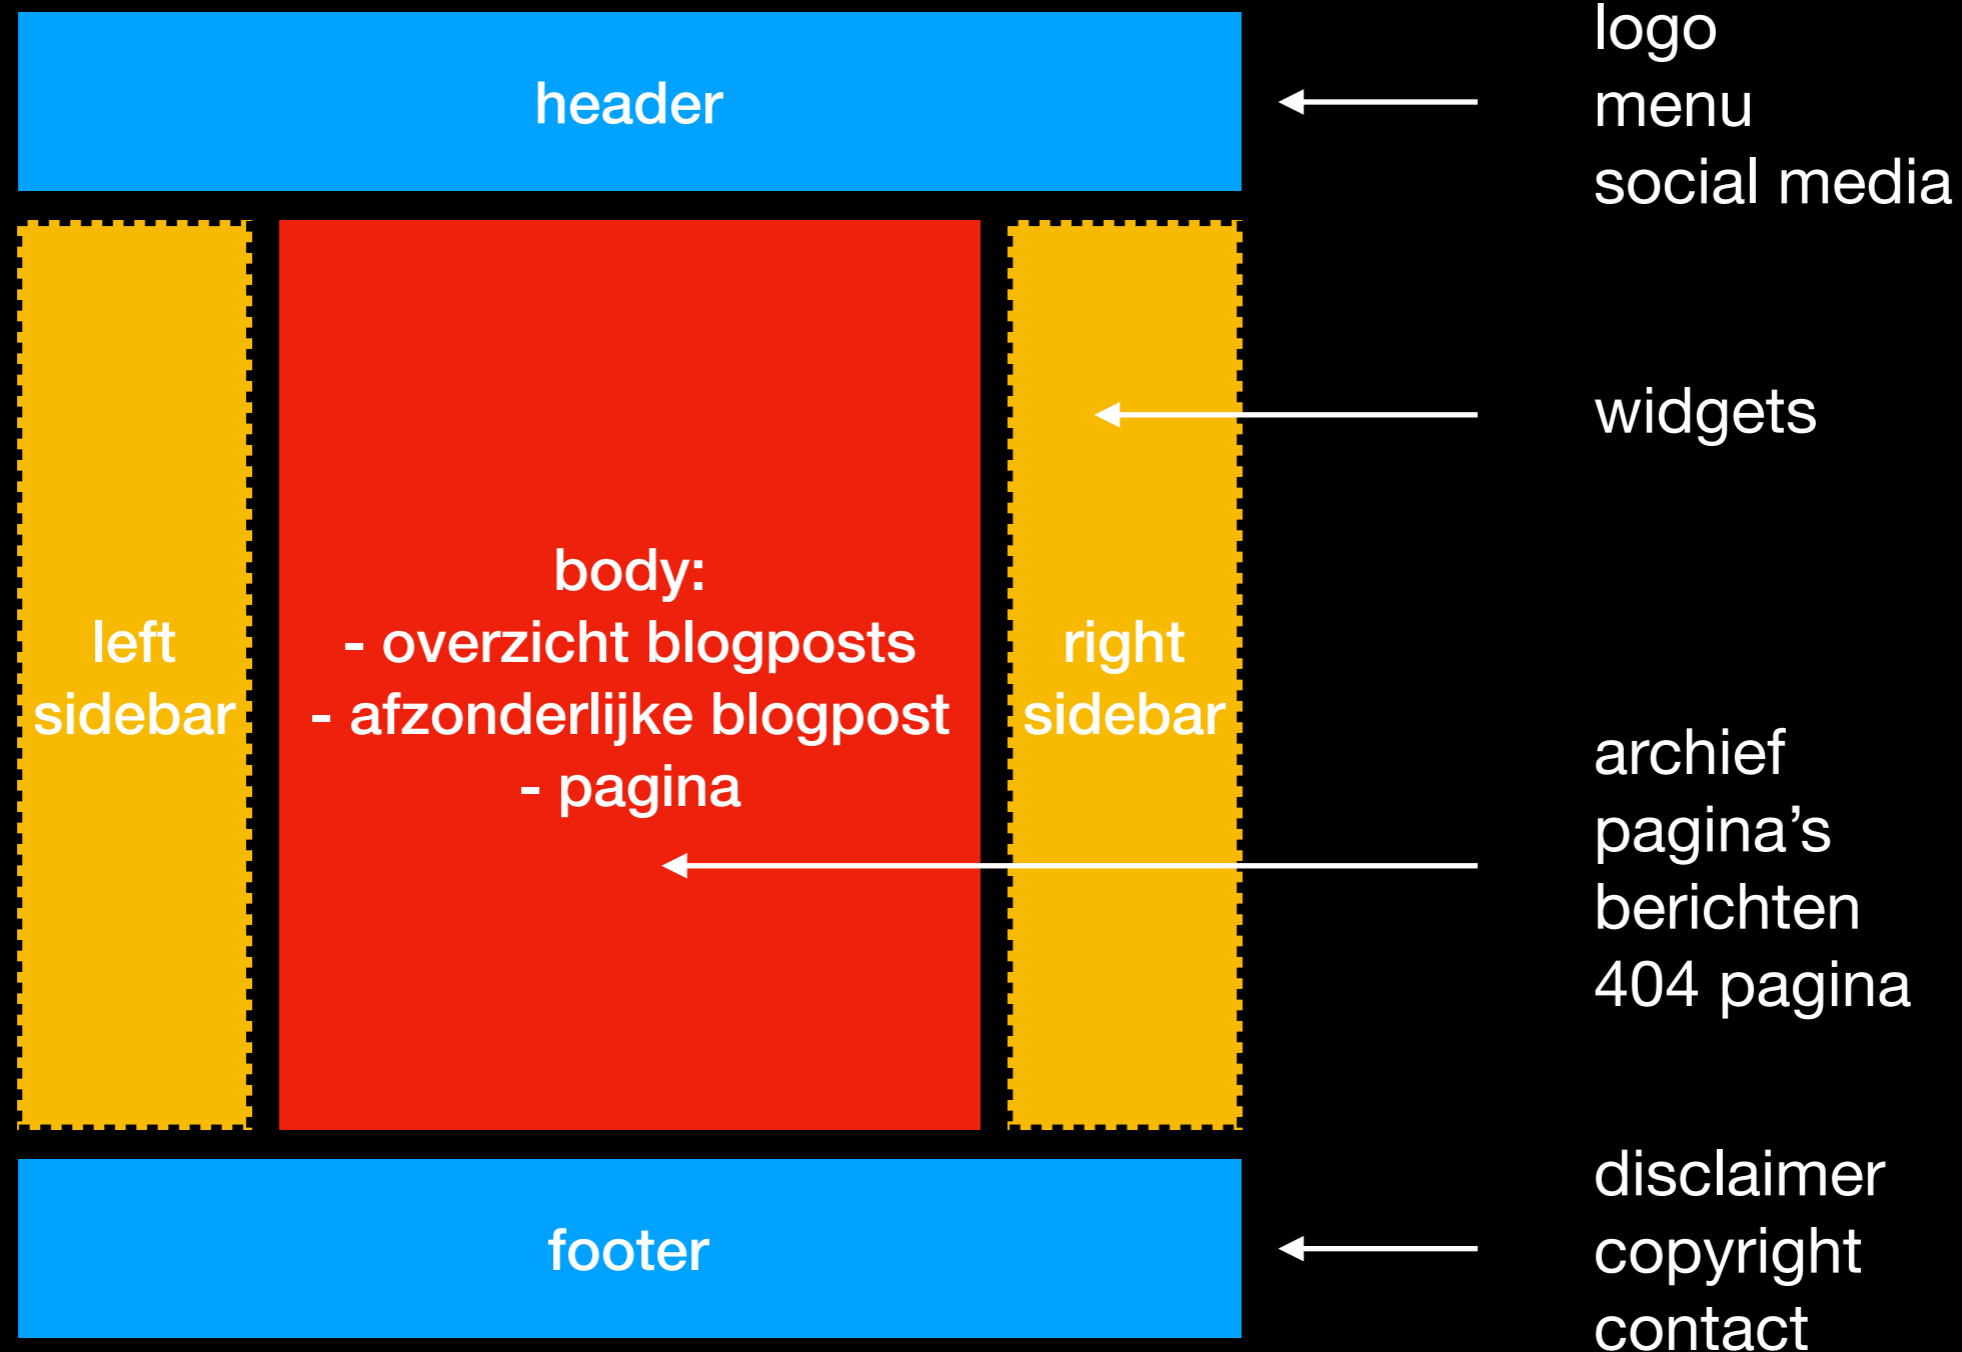 header
logo
menu
social media
left
sidebar
body:
- overzicht blogposts
- afzonderlijke blogpost
- pagina
right
sidebar
widgets
archief
pagina’s
berichten
404 pagina
footer
disclaimer
copyright
contact